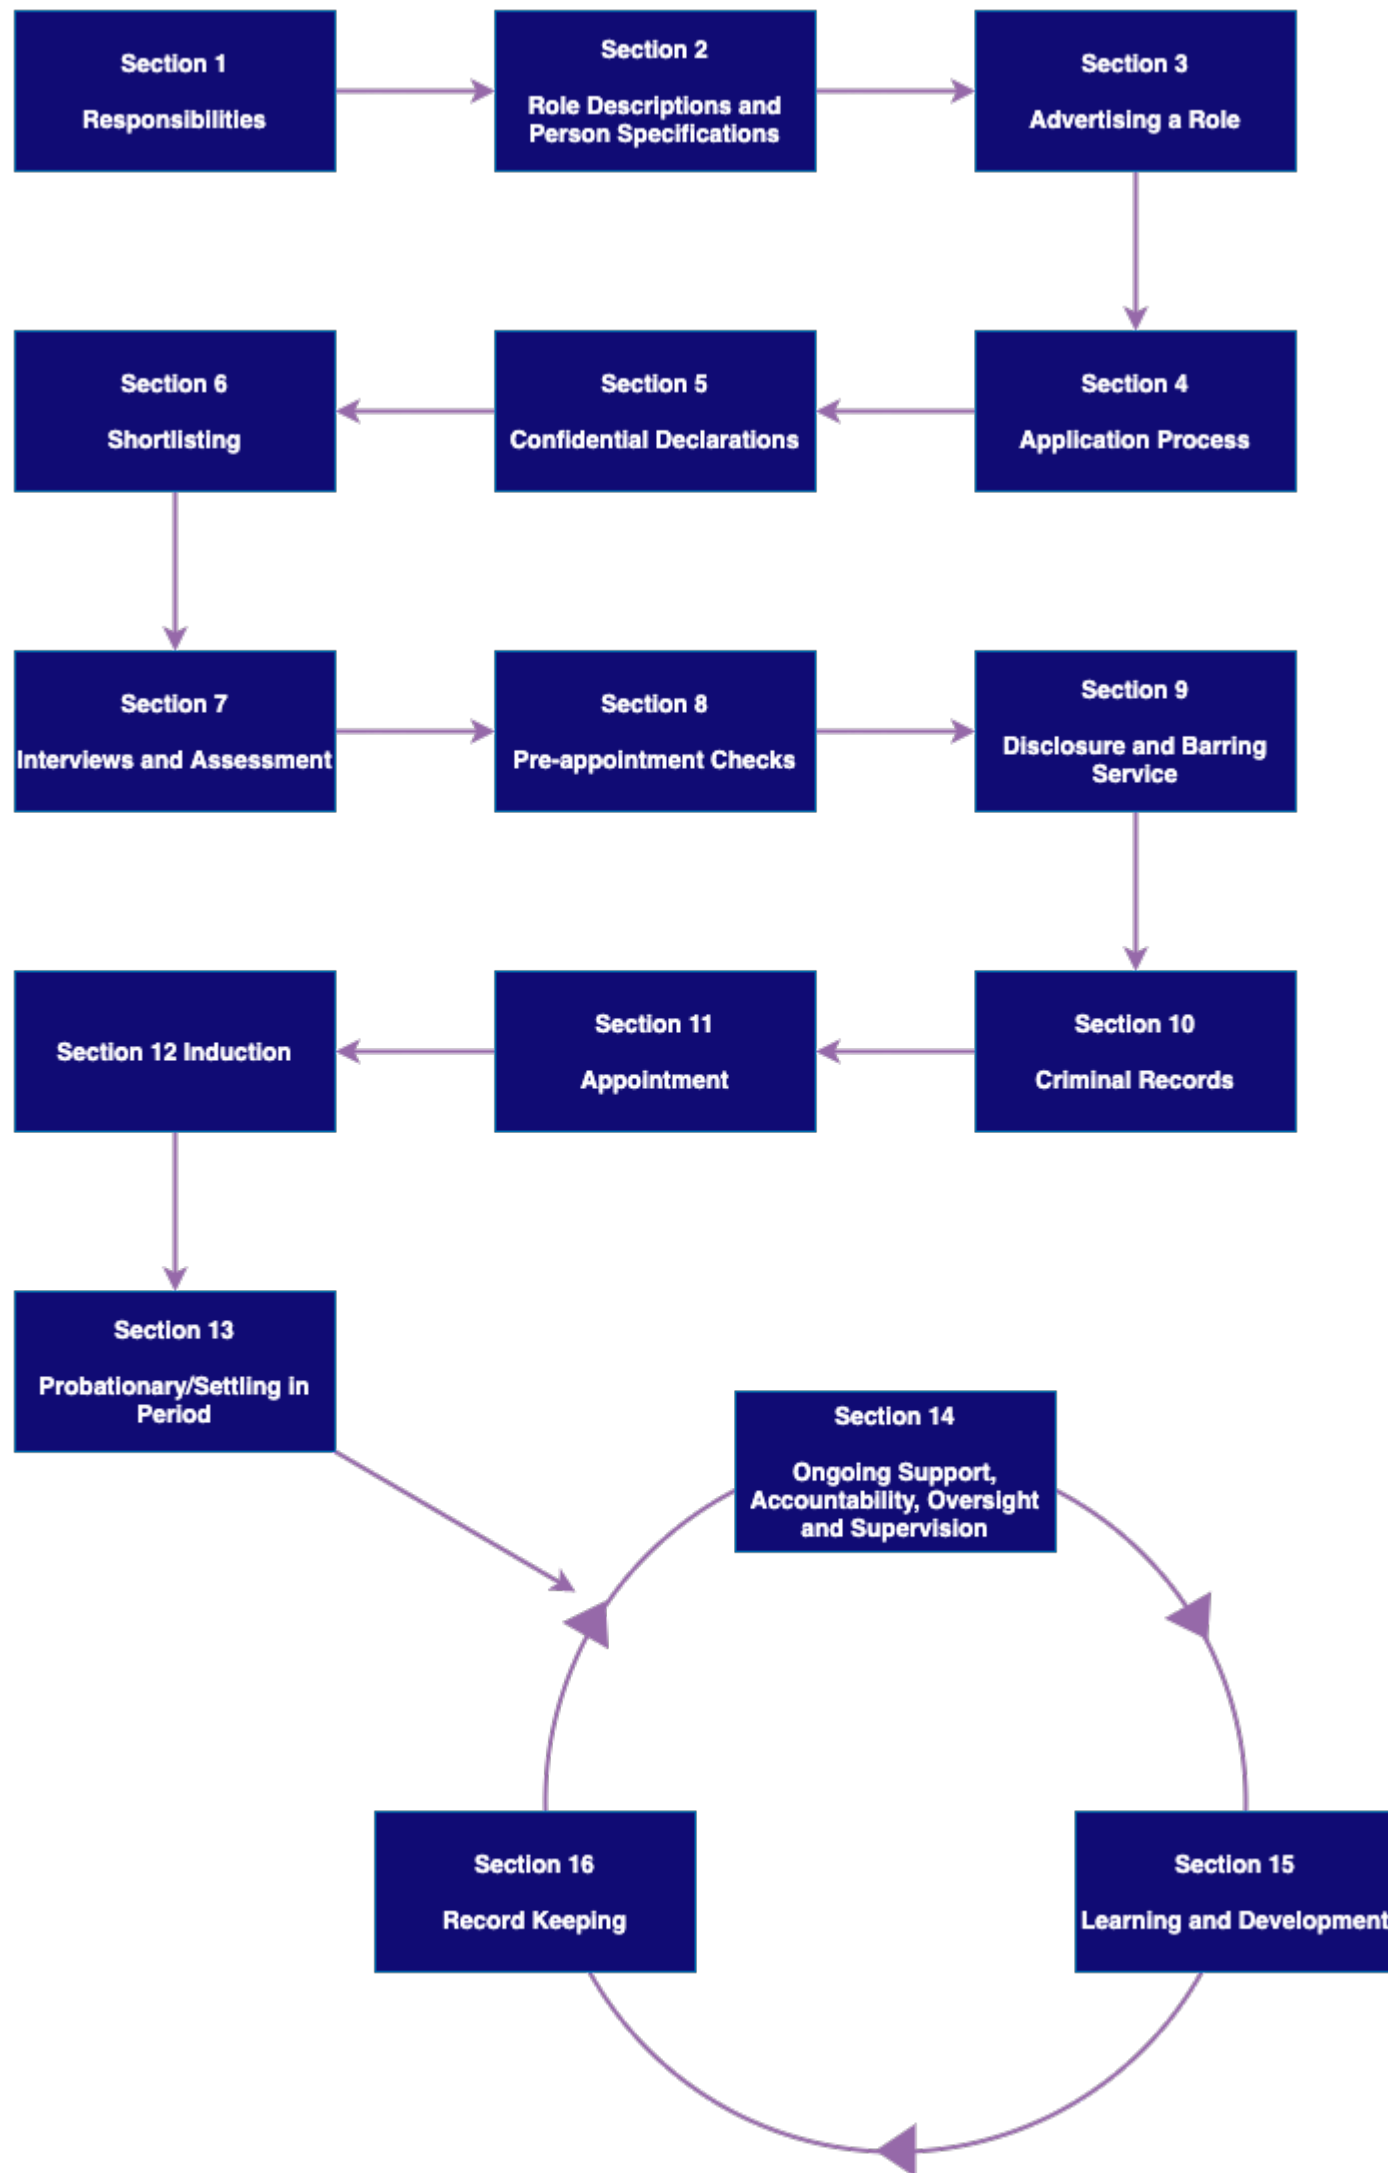 Section 1
Responsibilities
Section 2
Role Descriptions and
Person Specifications
Section 3
Advertising a Role
Section 4
Application Process
Section 5
Confidential Declarations
Section 6
Shortlisting
Section 7
Interviews and Assessment
Section 8
Pre-appointment Checks
Section 9
Disclosure and Barring
Service
Section 10
Criminal Records
Section 11
Appointment
Section 12 Induction
Section 13
Probationary/Settling in
Period
Section 14
Ongoing Support,
Accountability, Oversight
and Supervision
Section 15
Learning and Development
Section 16
Record Keeping